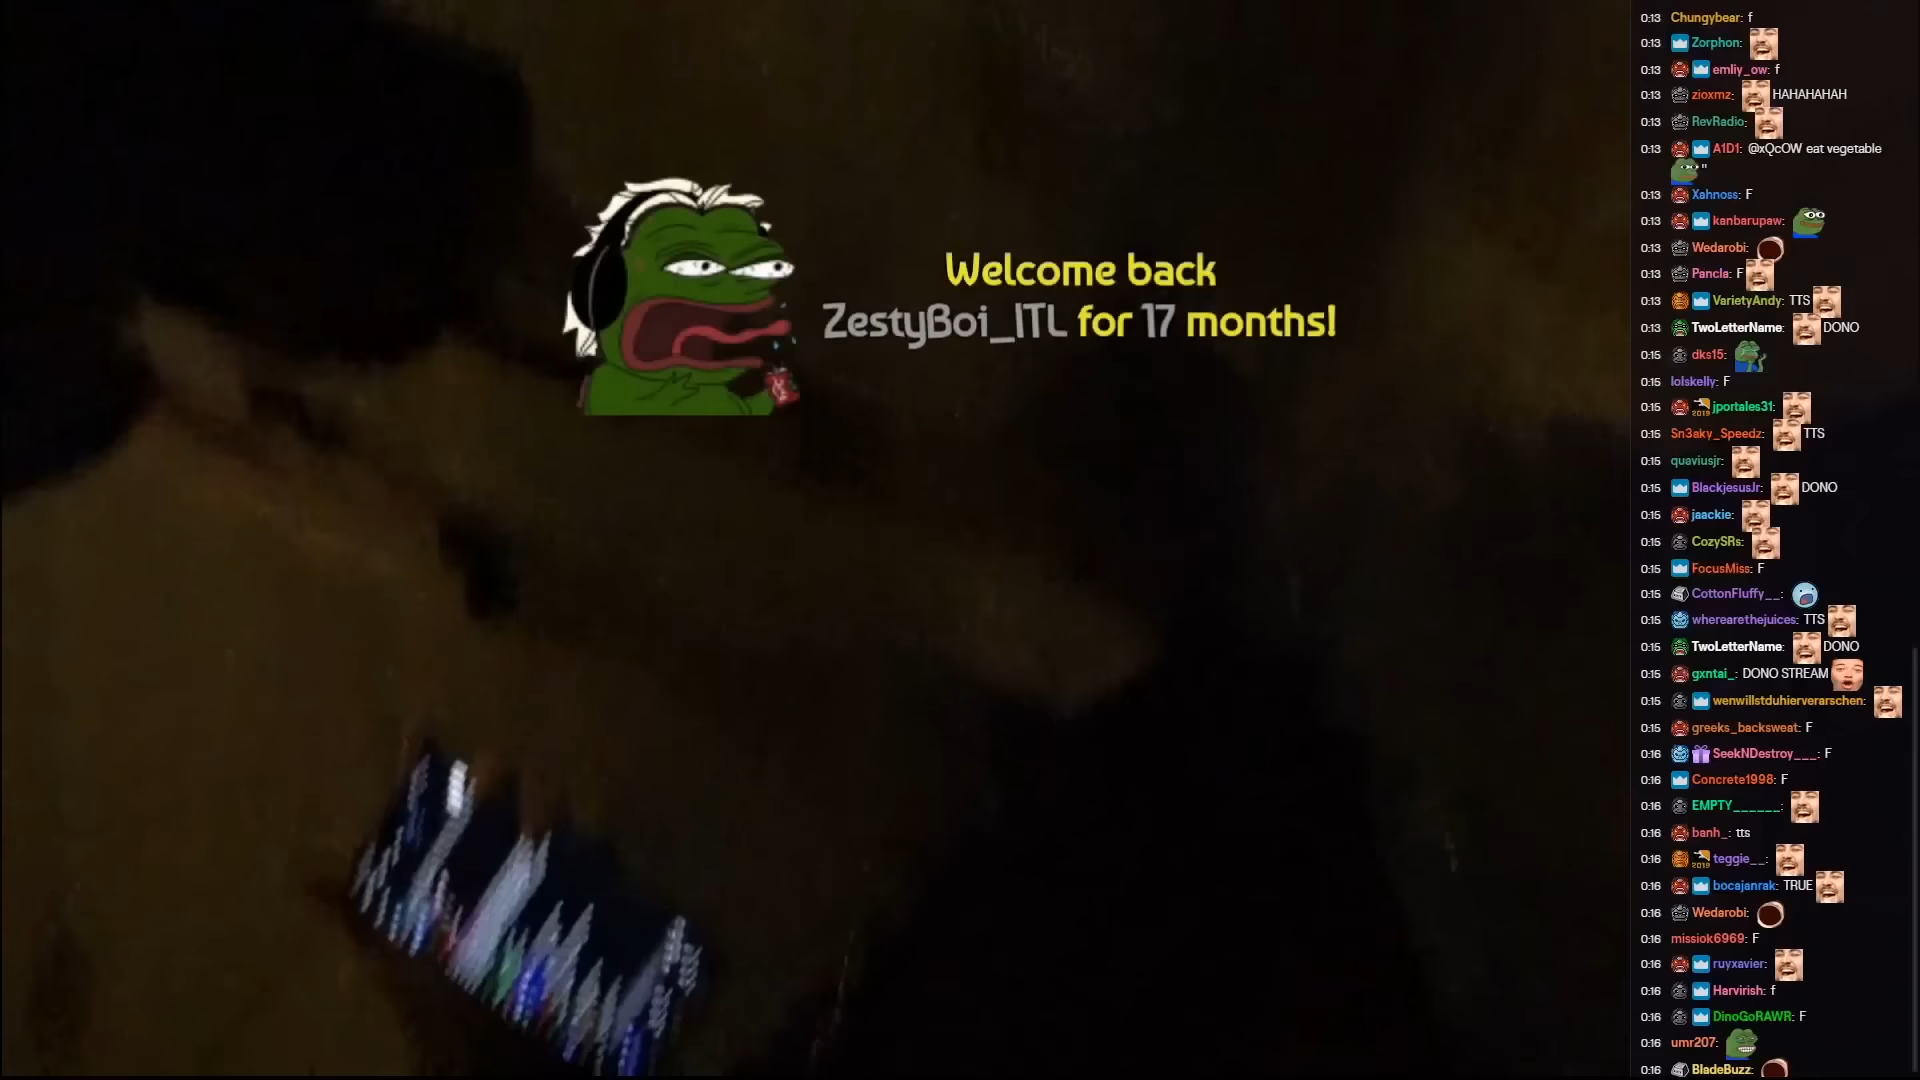 Welcome back
ZestyBoi_ITL for 17 months!
0:13 Chungybear: f
0:13 Zorphon:
0:13 emliy_ow: f
0:13 zioxmz: HAHAHAHAH
0:13 RevRadio:
0:13 A1D1: @xQcOW eat vegetable
"
0:13 Xahnoss: F
0:13 kanbarupaw:
0:13 Wedarobi:
0:13 Pancla: F
0:13 VarietyAndy: TTS
0:13 TwoLetterName: DONO
0:15 dks15:
0:15 lolskelly: F
0:15 2019 jportales31:
0:15 Sn3aky_Speedz: TTS
0:15 quaviusjr:
0:15 BlackjesusJr: DONO
0:15 jaackie:
0:15 CozySRs:
0:15 FocusMiss: F
0:15 CottonFluffy__:
0:15 wherearethejuices: TTS
0:15 TwoLetterName: DONO
0:15 gxntai_: DONO STREAM
0:15 wenwillstduhierverarschen:
0:15 greeks_backsweat: F
0:16 SeekNDestroy___: F
0:16 Concrete1998: F
0:16 EMPTY______:
0:16 banh_: tts
0:16 2019 teggie__:
0:16 bocajanrak: TRUE
0:16 Wedarobi:
0:16 missiok6969: F
0:16 ruyxavier:
0:16 Harvirish: f
0:16 DinoGoRAWR: F
0:16 umr207:
0:16 BladeBuzz: